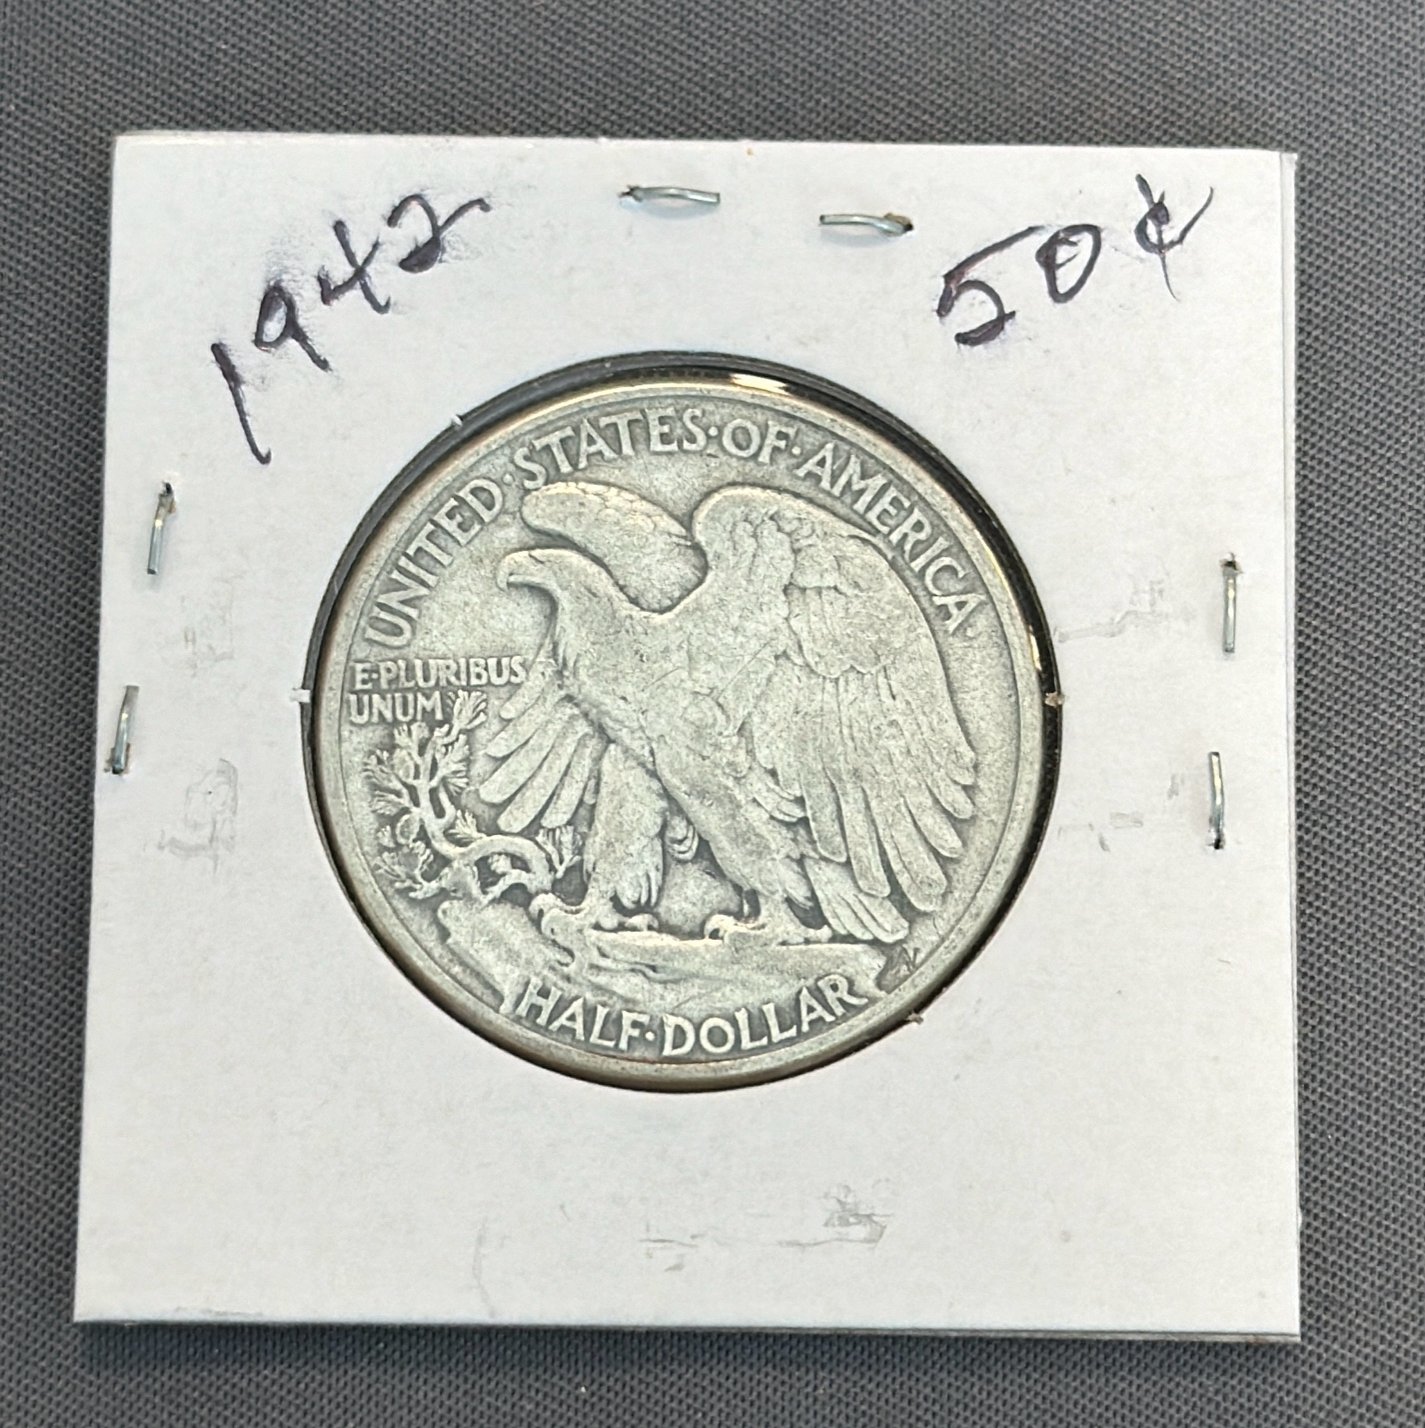 1942
50¢
UNITED·STATES·OF·AMERICA·
E·PLURIBUS
UNUM
HALF·DOLLAR